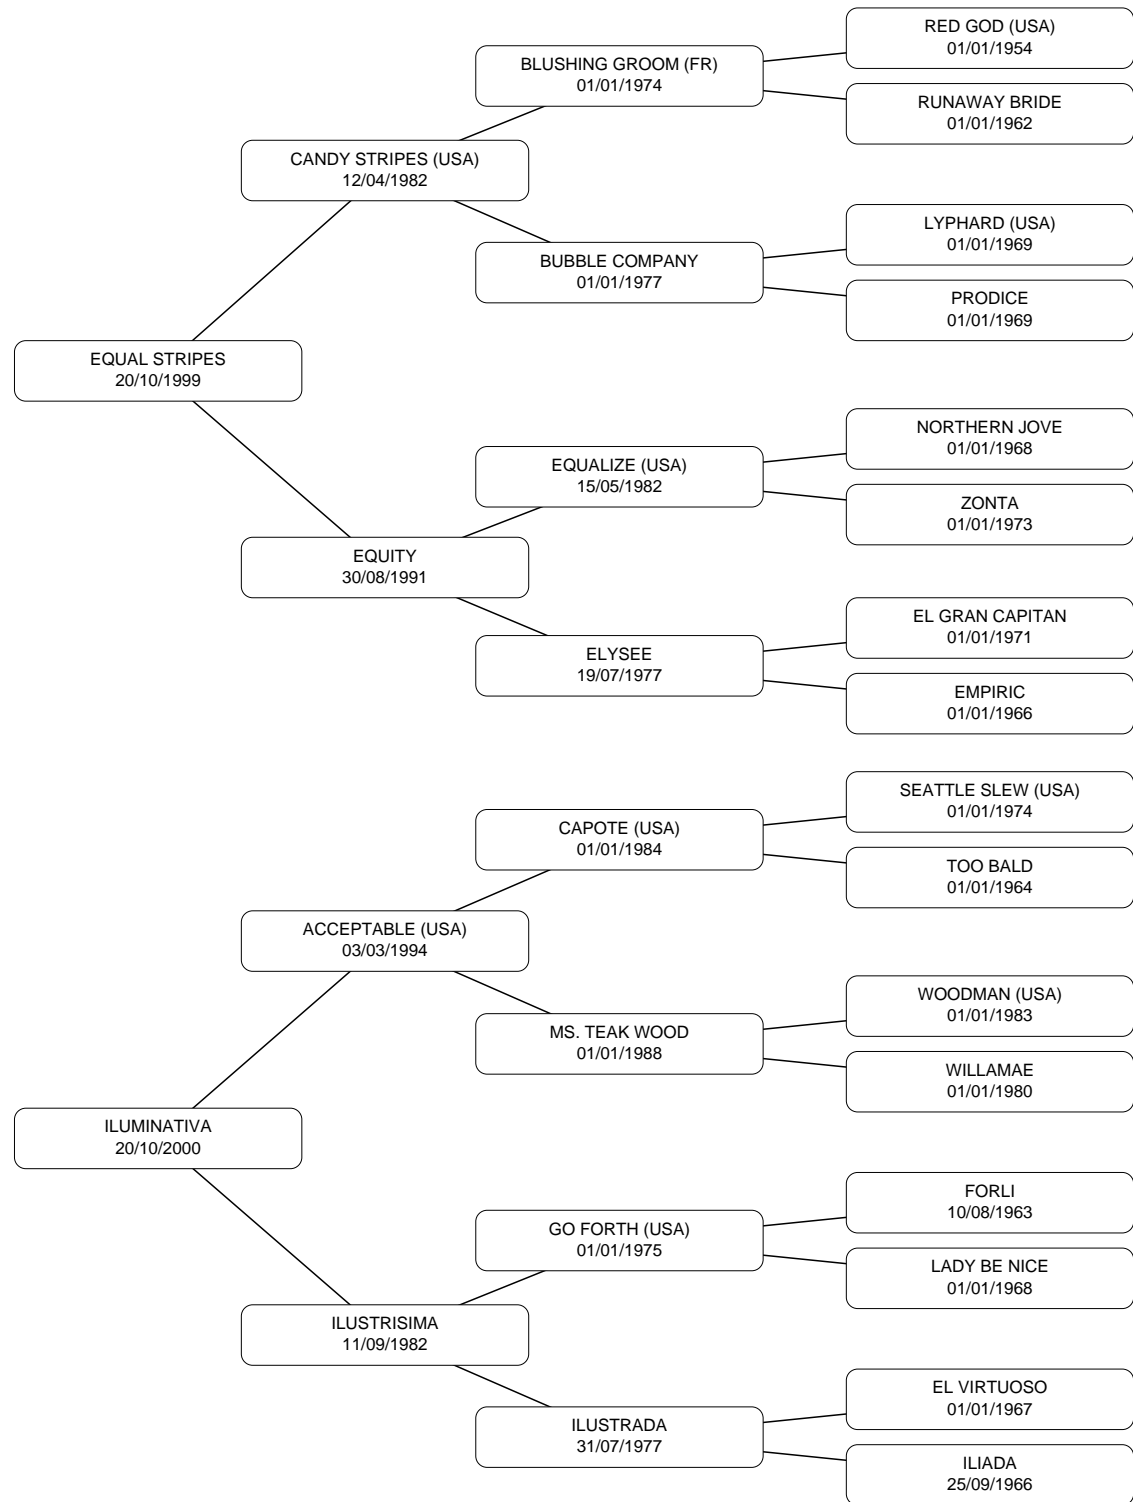 RED GOD (USA)
01/01/1954
BLUSHING GROOM (FR)
01/01/1974
RUNAWAY BRIDE
01/01/1962
CANDY STRIPES (USA)
12/04/1982
LYPHARD (USA)
01/01/1969
BUBBLE COMPANY
01/01/1977
PRODICE
01/01/1969
EQUAL STRIPES
20/10/1999
NORTHERN JOVE
01/01/1968
EQUALIZE (USA)
15/05/1982
ZONTA
01/01/1973
EQUITY
30/08/1991
EL GRAN CAPITAN
01/01/1971
ELYSEE
19/07/1977
EMPIRIC
01/01/1966
SEATTLE SLEW (USA)
01/01/1974
CAPOTE (USA)
01/01/1984
TOO BALD
01/01/1964
ACCEPTABLE (USA)
03/03/1994
WOODMAN (USA)
01/01/1983
MS. TEAK WOOD
01/01/1988
WILLAMAE
01/01/1980
ILUMINATIVA
20/10/2000
FORLI
10/08/1963
GO FORTH (USA)
01/01/1975
LADY BE NICE
01/01/1968
ILUSTRISIMA
11/09/1982
EL VIRTUOSO
01/01/1967
ILUSTRADA
31/07/1977
ILIADA
25/09/1966